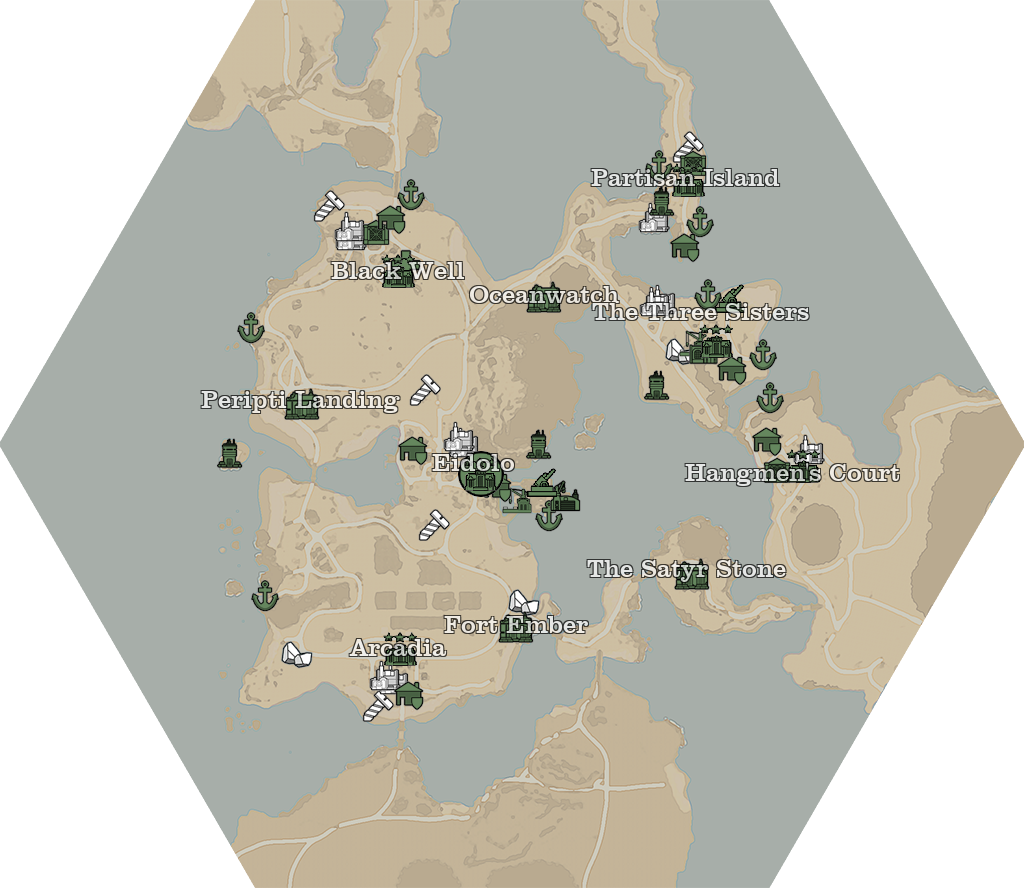 Partisan Island
Black Well
Oceanwatch
The Three Sisters
Peripti Landing
Eidolo
Hangmen's Court
The Satyr Stone
Fort Ember
Arcadia